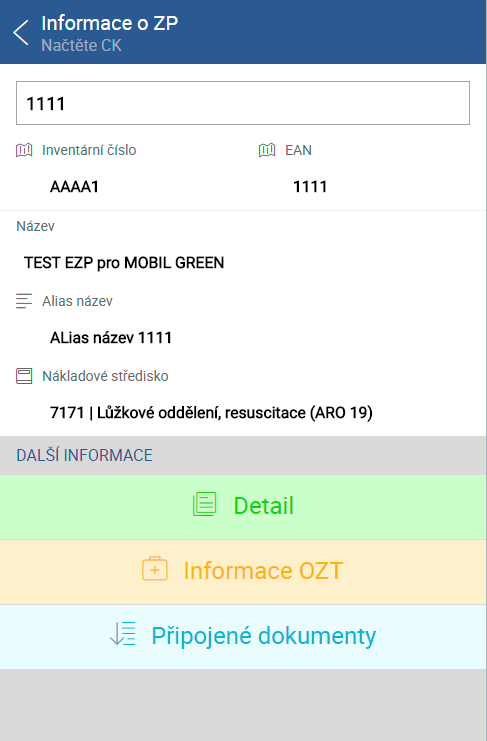 Informace o ZP
Načtěte CK
1111
Inventární číslo
EAN
AAAA1
1111
Název
TEST EZP pro MOBIL GREEN
Alias název
ALias název 1111
Nákladové středisko
7171 | Lůžkové oddělení, resuscitace (ARO 19)
DALŠÍ INFORMACE
Detail
Informace OZT
Připojené dokumenty